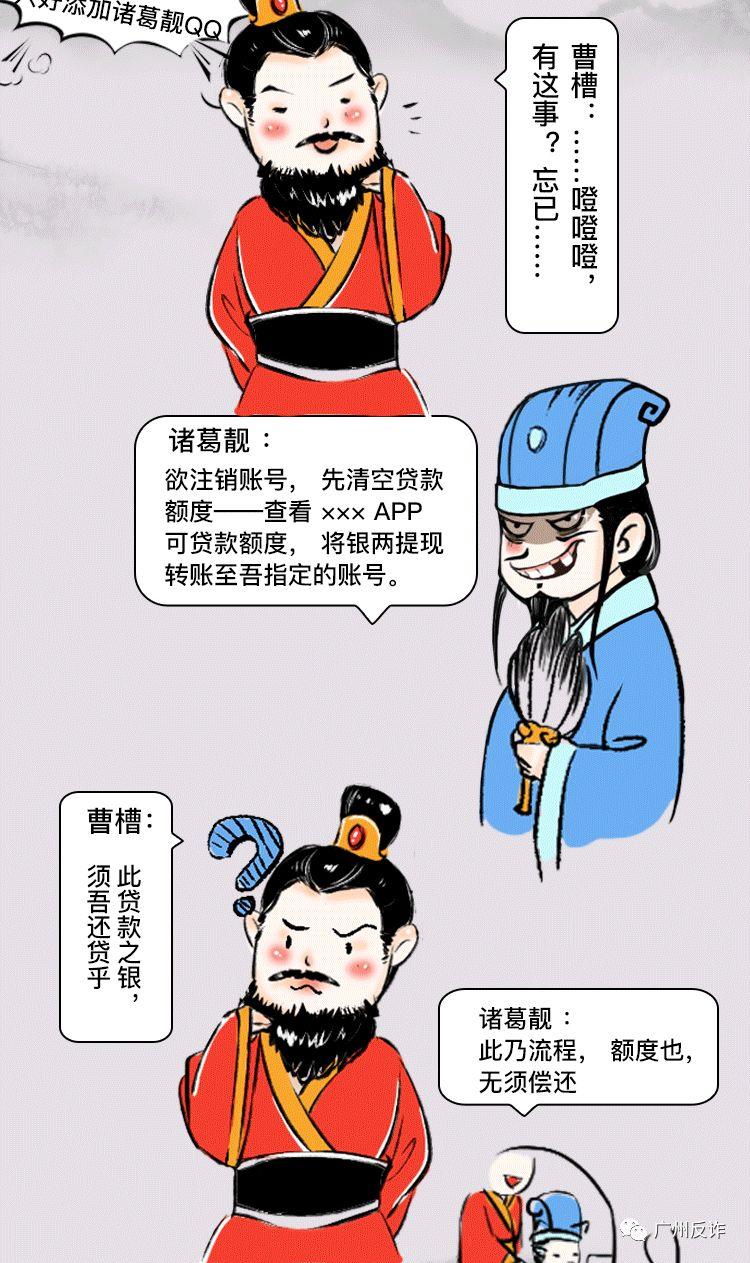 好添加诸葛靓QQ
曹槽：……噔噔噔，
有这事？忘已……
诸葛靓：
欲注销账号， 先清空贷款
额度——查看 ××× APP
可贷款额度， 将银两提现
转账至吾指定的账号。
曹槽：
此贷款之银，
须吾还贷乎
诸葛靓：
此乃流程， 额度也，
无须偿还
广州反诈